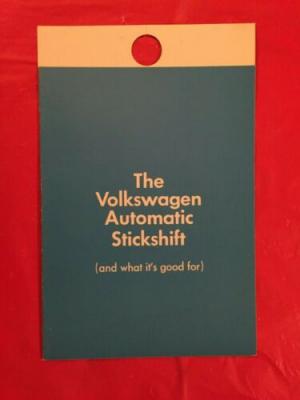 The
Volkswagen
Automatic
Stickshift
(and what it's good for)